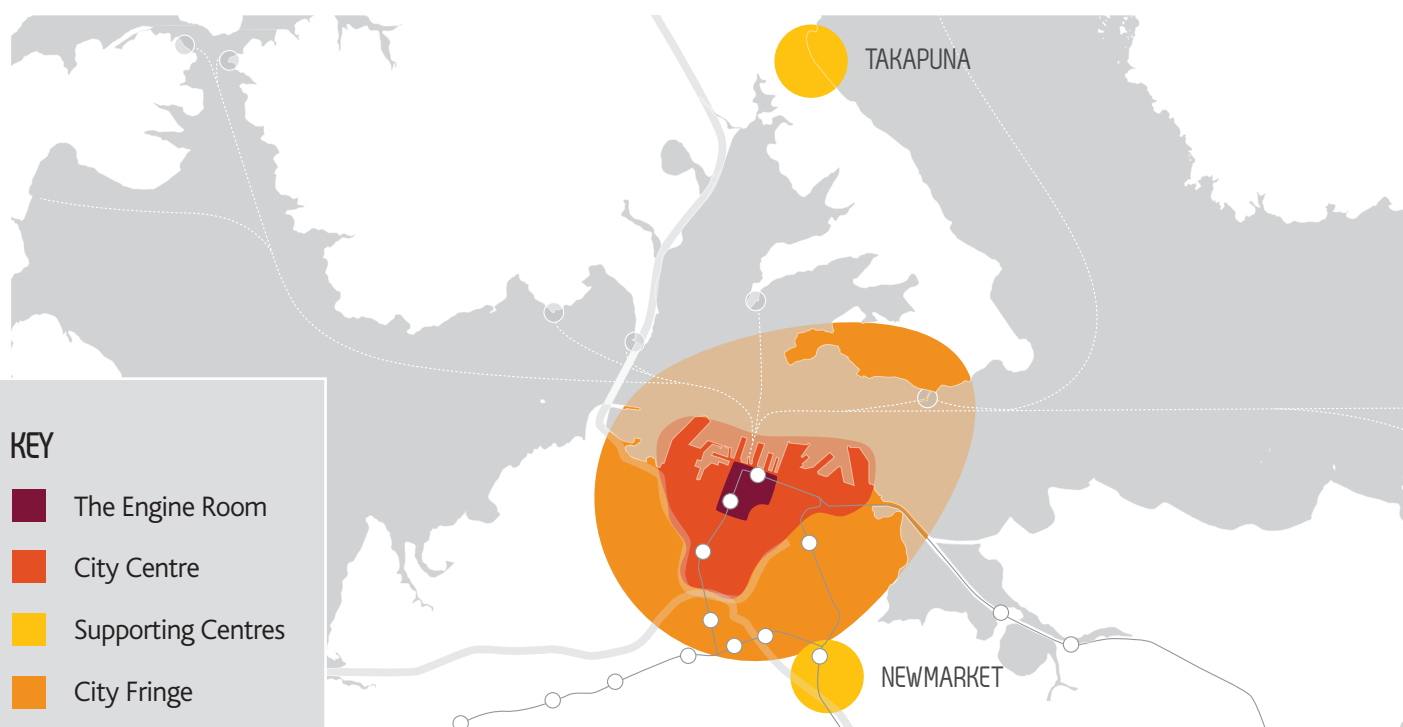 TAKAPUNA
KEY
The Engine Room
City Centre
Supporting Centres
City Fringe
NEWMARKET